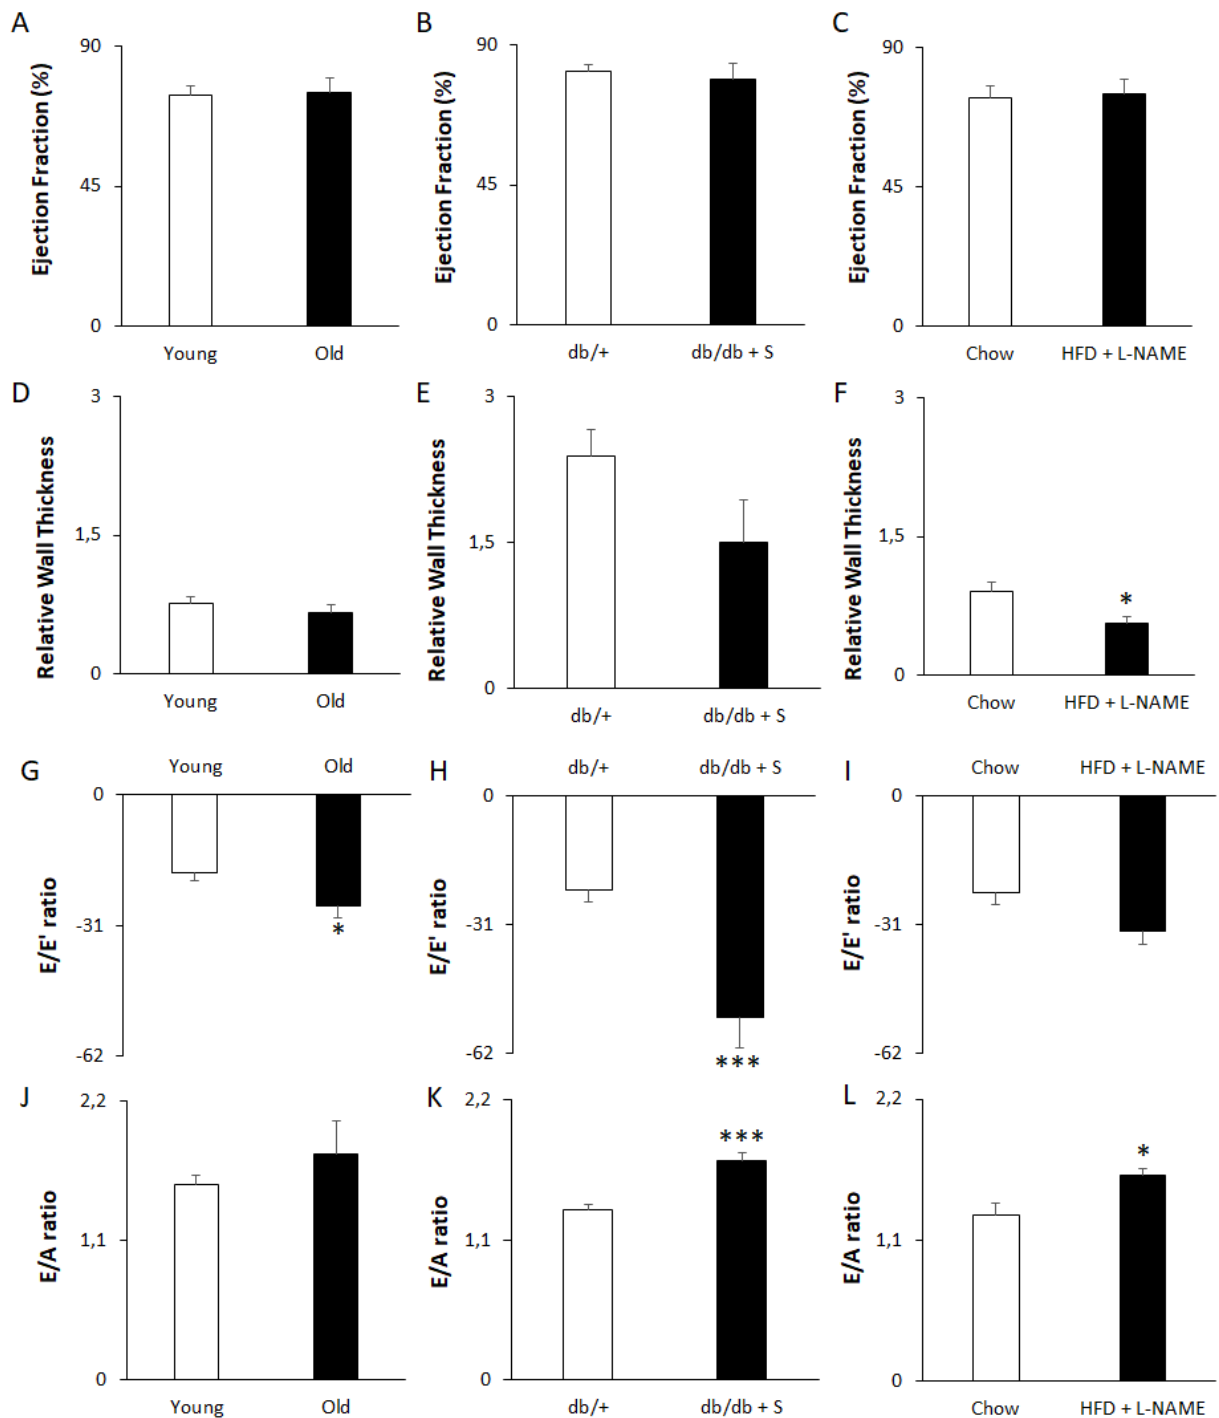 A
Ejection Fraction (%)
90
45
0
Young Old
B
Ejection Fraction (%)
90
45
0
db/+ db/db + S
C
Ejection Fraction (%)
90
45
0
Chow HFD + L-NAME
D
Relative Wall Thickness
3
1,5
0
Young Old
E
Relative Wall Thickness
3
1,5
0
db/+ db/db + S
F
Relative Wall Thickness
3
1,5
0
*
Chow HFD + L-NAME
G
Young Old
E/E' ratio
0
-31
-62
*
H
db/+ db/db + S
E/E' ratio
0
-31
-62
***
I
Chow HFD + L-NAME
E/E' ratio
0
-31
-62
J
E/A ratio
2,2
1,1
0
Young Old
K
E/A ratio
2,2
1,1
0
***
db/+ db/db + S
L
E/A ratio
2,2
1,1
0
*
Chow HFD + L-NAME